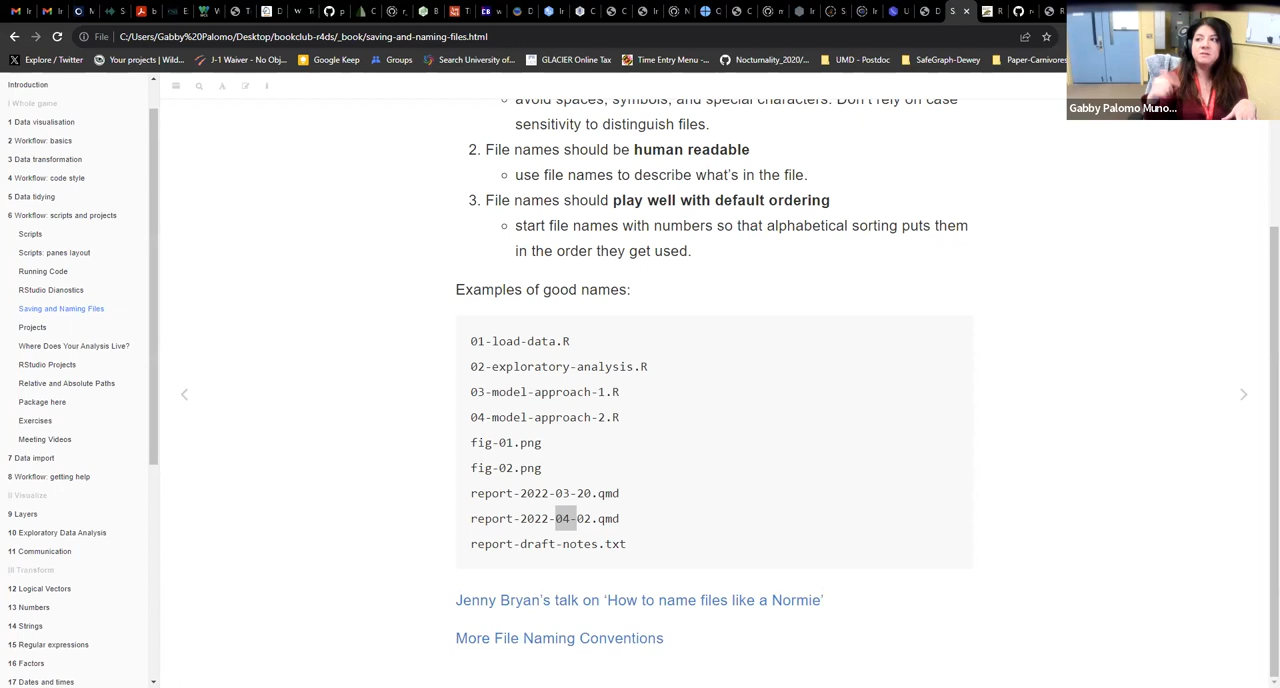 File
C:/Users/Gabby%20Palomo/Desktop/bookclub-r4ds/_book/saving-and-naming-files.html
Explore / Twitter
Your projects | Wild...
J-1 Waiver - No Obj...
Google Keep
Groups
Search University of...
GLACIER Online Tax
Time Entry Menu -...
Nocturnality_2020/...
UMD - Postdoc
SafeGraph-Dewey
Paper-Carnivores
Gabby Palomo Muno...
Introduction
I Whole game
1 Data visualisation
2 Workflow: basics
3 Data transformation
4 Workflow: code style
5 Data tidying
6 Workflow: scripts and projects
Scripts
Scripts: panes layout
Running Code
RStudio Dianostics
Saving and Naming Files
Projects
Where Does Your Analysis Live?
RStudio Projects
Relative and Absolute Paths
Package here
Exercises
Meeting Videos
7 Data import
8 Workflow: getting help
II Visualize
9 Layers
10 Exploratory Data Analysis
11 Communication
III Transform
12 Logical Vectors
13 Numbers
14 Strings
15 Regular expressions
16 Factors
17 Dates and times
avoid spaces, symbols, and special characters. Don't rely on case
sensitivity to distinguish files.
2. File names should be human readable
use file names to describe what's in the file.
3. File names should play well with default ordering
start file names with numbers so that alphabetical sorting puts them
in the order they get used.
Examples of good names:
01-load-data.R
02-exploratory-analysis.R
03-model-approach-1.R
04-model-approach-2.R
fig-01.png
fig-02.png
report-2022-03-20.qmd
report-2022-04-02.qmd
report-draft-notes.txt
Jenny Bryan's talk on 'How to name files like a Normie'
More File Naming Conventions